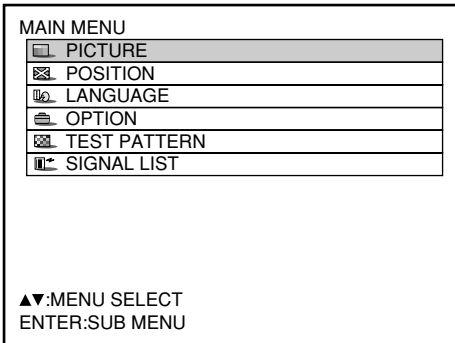 MAIN MENU
PICTURE
POSITION
LANGUAGE
OPTION
TEST PATTERN
SIGNAL LIST
▲▼:MENU SELECT
ENTER:SUB MENU